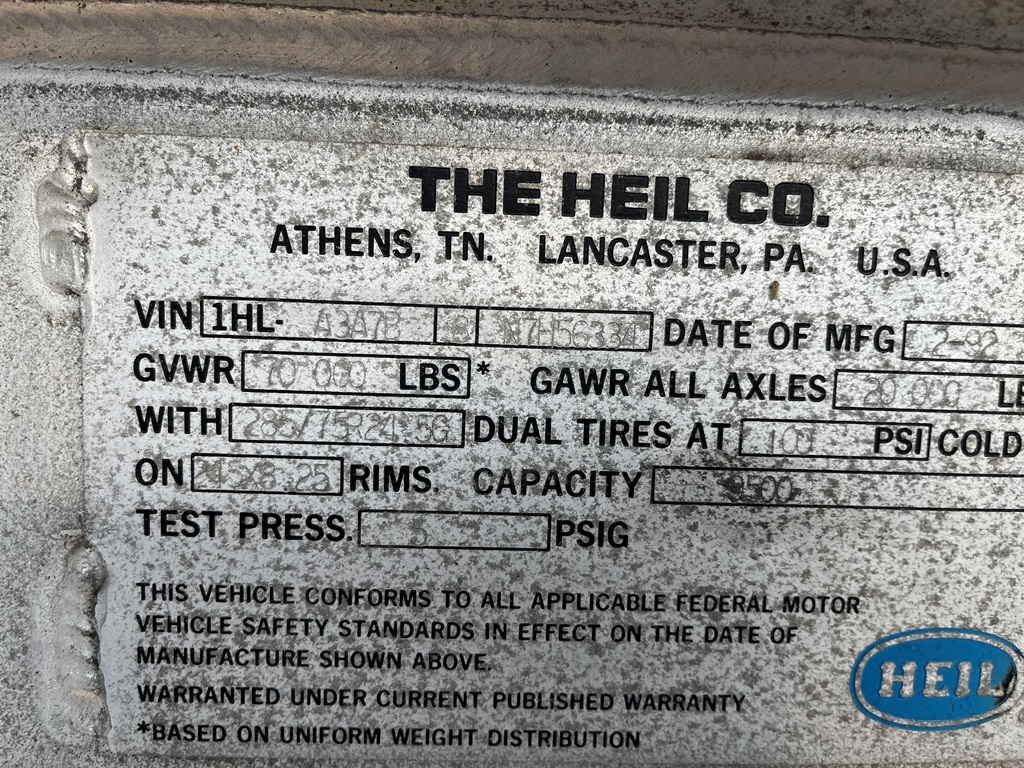 THE HEIL CO.
ATHENS, TN. LANCASTER, PA. U.S.A.
VIN 1HL- A3A7B DATE OF MFG 2-92
GVWR 70 000 LBS* GAWR ALL AXLES 20 000
WITH 285/75R24.5G DUAL TIRES AT 100 PSI COLD
ON 24.5X8.25 RIMS. CAPACITY 9500
TEST PRESS. PSIG
THIS VEHICLE CONFORMS TO ALL APPLICABLE FEDERAL MOTOR
VEHICLE SAFETY STANDARDS IN EFFECT ON THE DATE OF
MANUFACTURE SHOWN ABOVE.
WARRANTED UNDER CURRENT PUBLISHED WARRANTY
*BASED ON UNIFORM WEIGHT DISTRIBUTION
HEIL